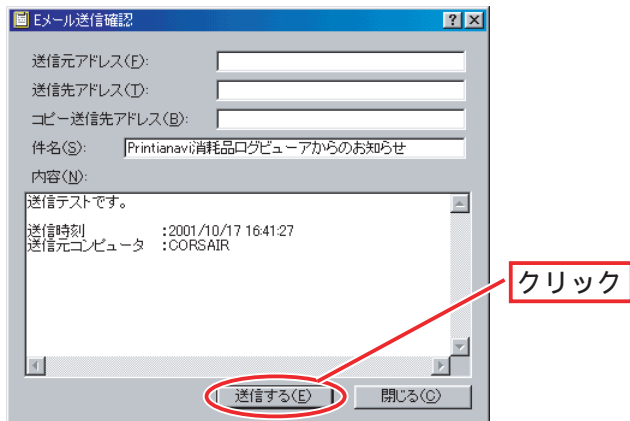 Eメール送信確認
送信元アドレス(F):
送信先アドレス(T):
コピー送信先アドレス(B):
件名(S): Printianavi消耗品ログビューアからのお知らせ
内容(N):
送信テストです。
送信時刻 :2001/10/17 16:41:27
送信元コンピュータ :CORSAIR
クリック
送信する(E) 閉じる(C)